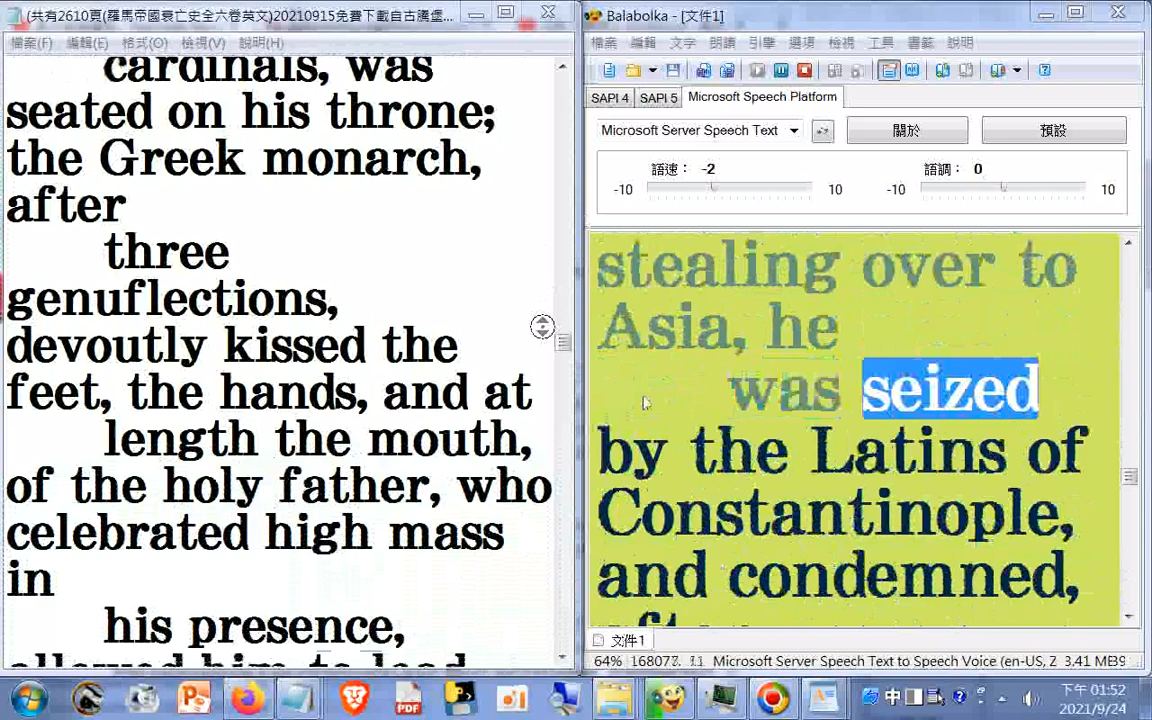 (共有2610頁(羅馬帝國衰亡史全六卷英文)20210915免費下載自古騰堡...
檔案(F) 編輯(E) 格式(O) 檢視(V) 說明(H)
cardinals, was
seated on his throne;
the Greek monarch,
after
three
genuflections,
devoutly kissed the
feet, the hands, and at
length the mouth,
of the holy father, who
celebrated high mass
in
his presence,
allowed him to lead
Balabolka - [文件1]
檔案 編輯 文字 朗讀 引擎 選項 檢視 工具 書籤 說明
SAPI 4 SAPI 5 Microsoft Speech Platform
Microsoft Server Speech Text 關於 預設
語速: -2 語調: 0
-10 10 -10 10
stealing over to
Asia, he
was seized
by the Latins of
Constantinople,
and condemned,
文件1
64% Microsoft Server Speech Text to Speech Voice (en-US, Z 3.41 MB
中 下午 01:52
2021/9/24